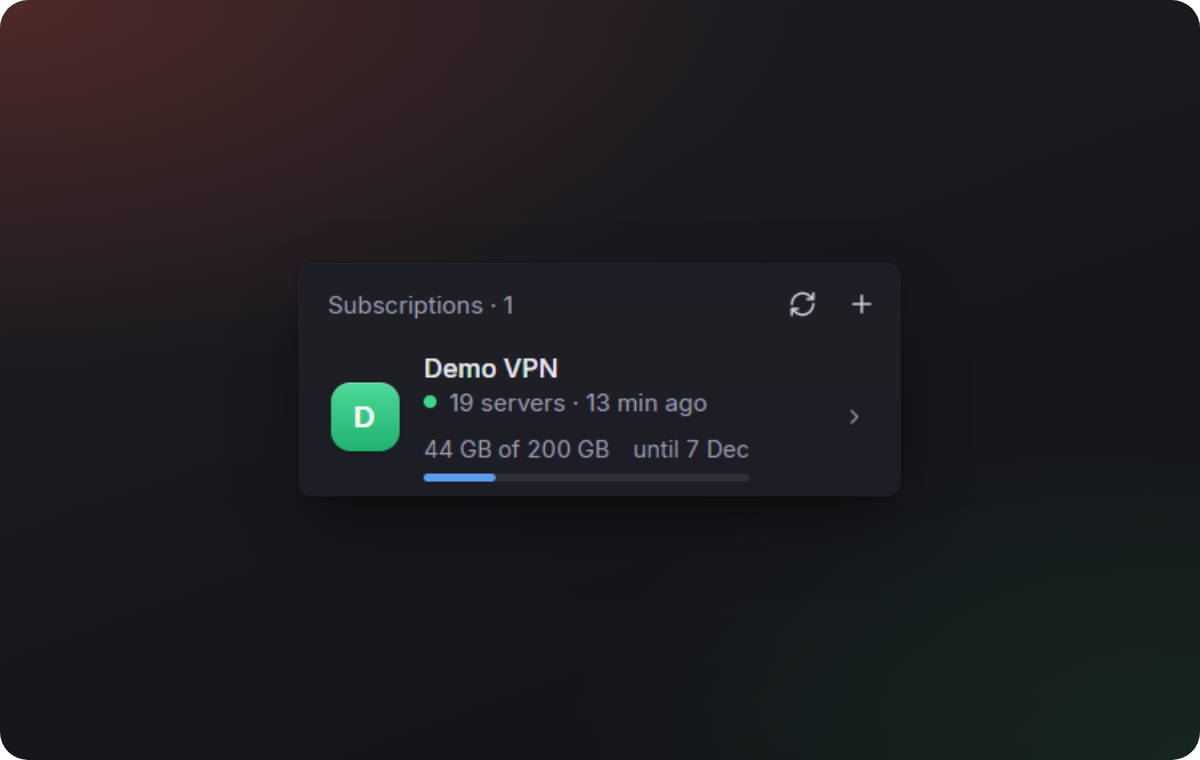 Subscriptions · 1
Demo VPN
D
19 servers · 13 min ago
44 GB of 200 GB until 7 Dec